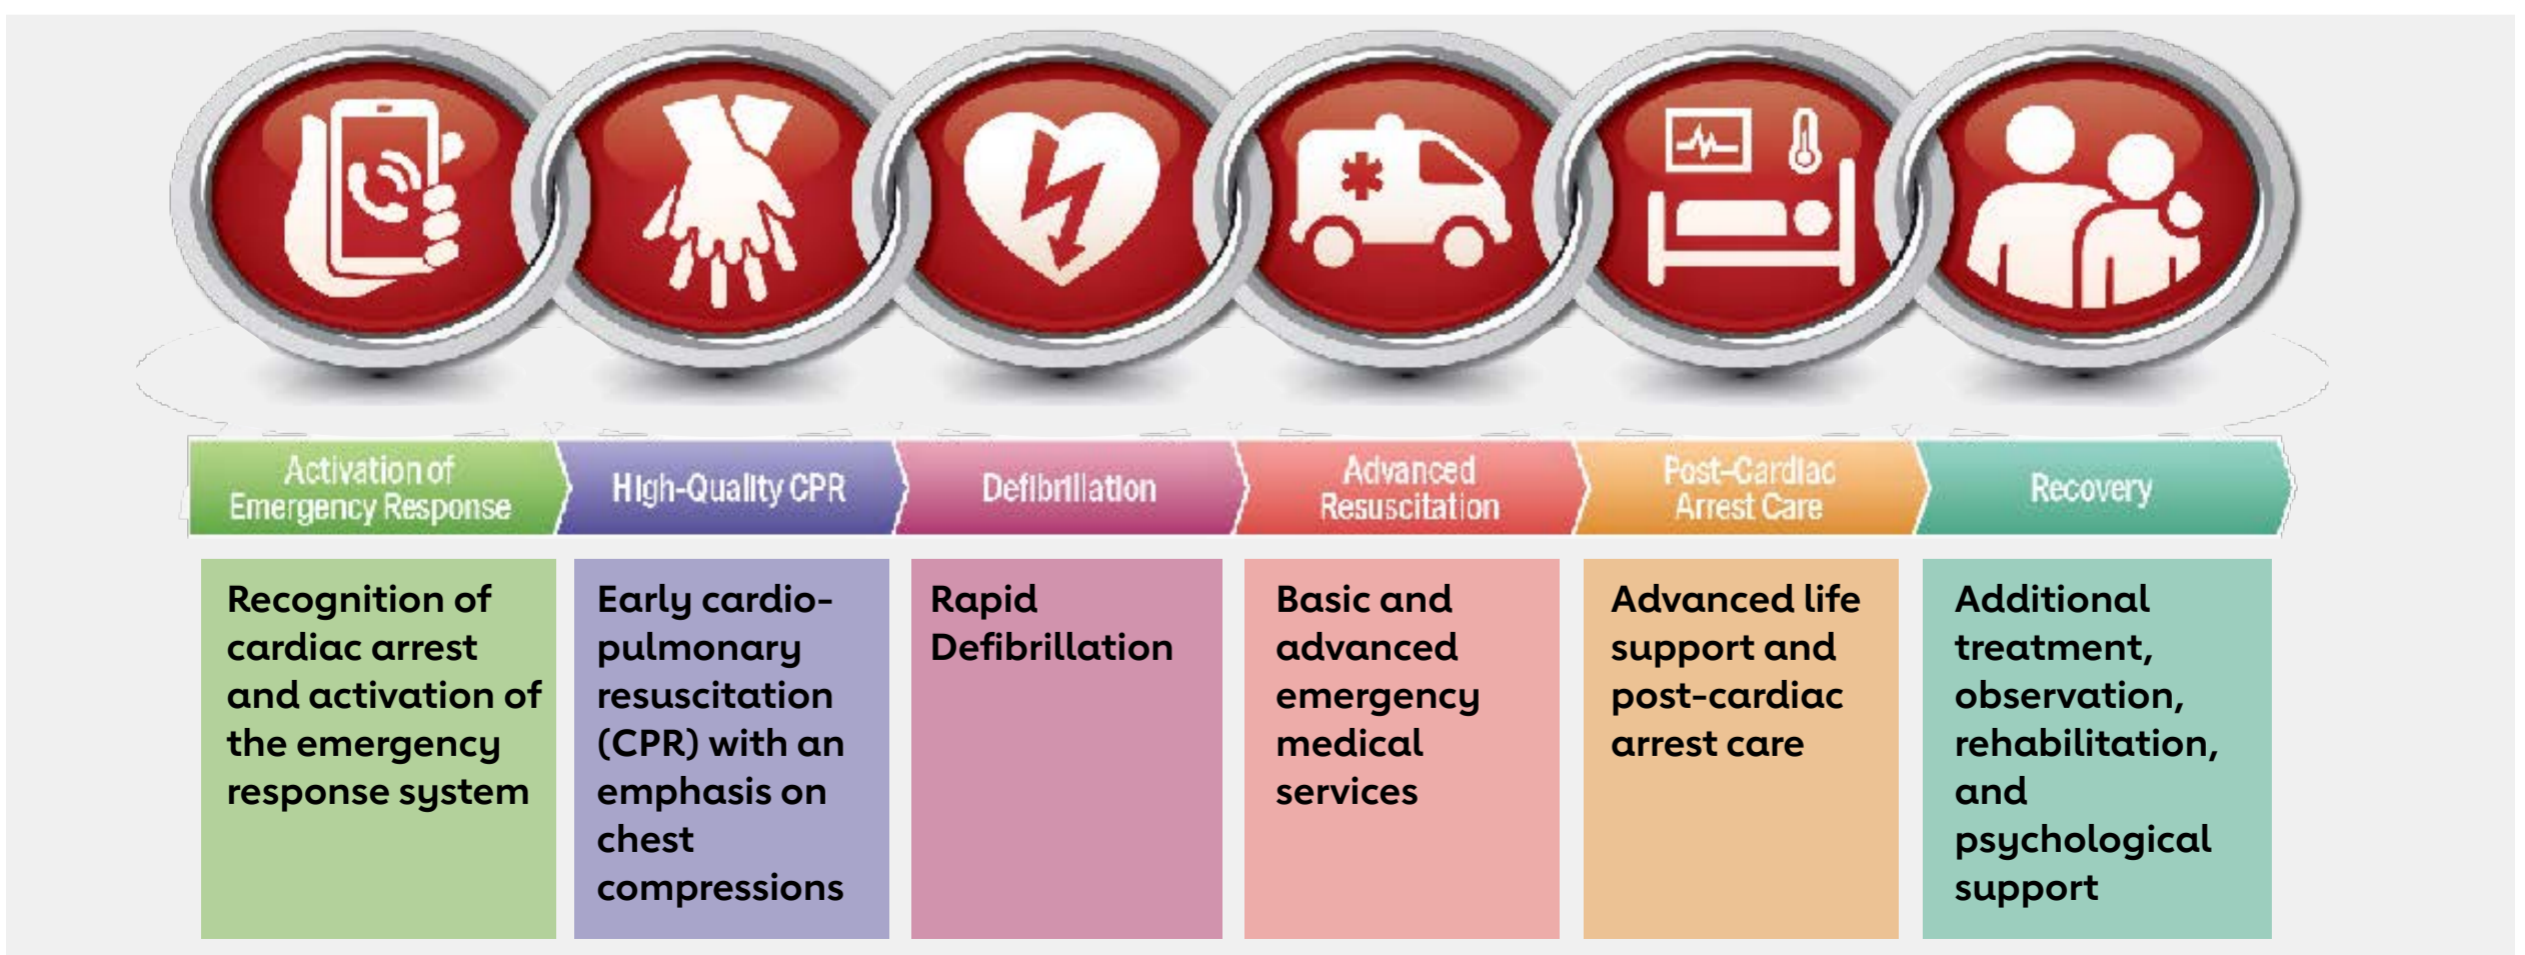 Activation of
Emergency Response
High-Quality CPR
Defibrillation
Advanced
Resuscitation
Post-Cardiac
Arrest Care
Recovery
Recognition of
cardiac arrest
and activation of
the emergency
response system
Early cardio-
pulmonary
resuscitation
(CPR) with an
emphasis on
chest
compressions
Rapid
Defibrillation
Basic and
advanced
emergency
medical
services
Advanced life
support and
post-cardiac
arrest care
Additional
treatment,
observation,
rehabilitation,
and
psychological
support